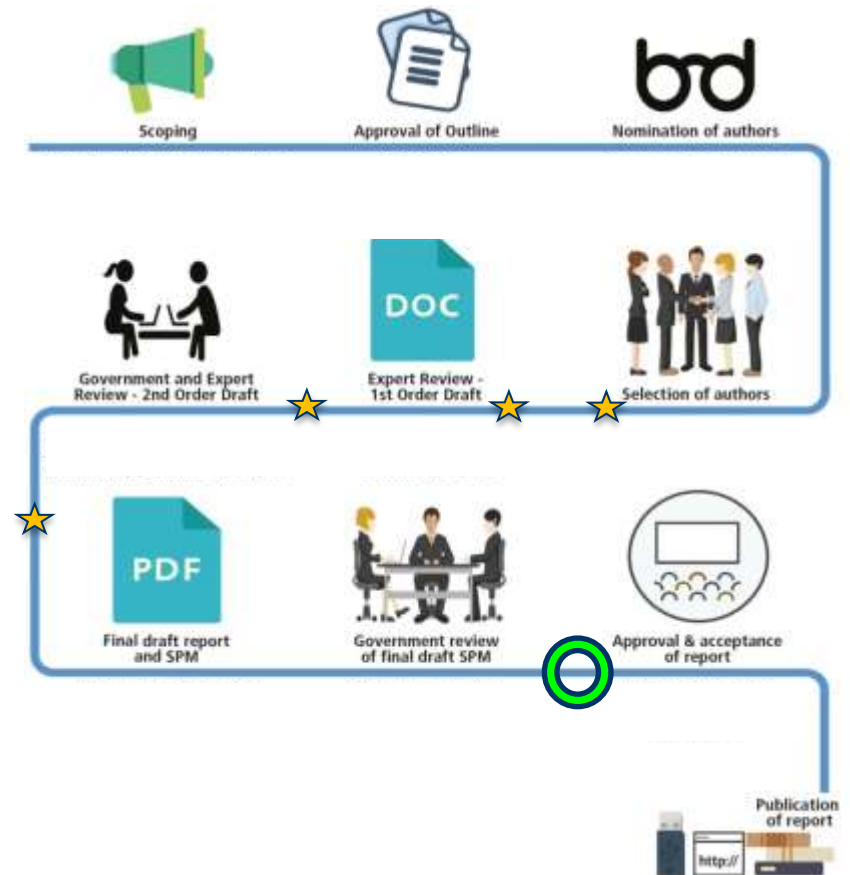 Scoping
Approval of Outline
Nomination of authors
DOC
Government and Expert
Review - 2nd Order Draft
Expert Review -
1st Order Draft
Selection of authors
PDF
Final draft report
and SPM
Government review
of final draft SPM
Approval & acceptance
of report
Publication
of report
http://